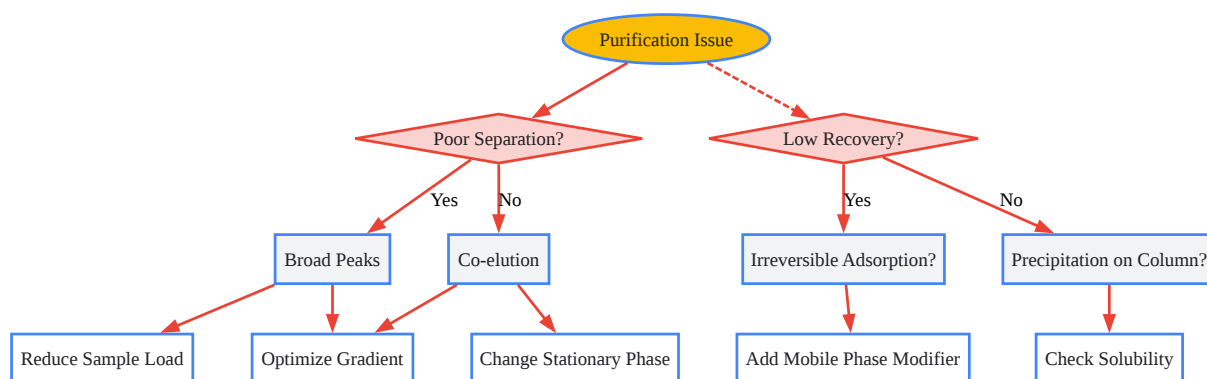 Purification Issue
Poor Separation?
Low Recovery?
Yes
No
Yes
No
Broad Peaks
Co-elution
Irreversible Adsorption?
Precipitation on Column?
Reduce Sample Load
Optimize Gradient
Change Stationary Phase
Add Mobile Phase Modifier
Check Solubility